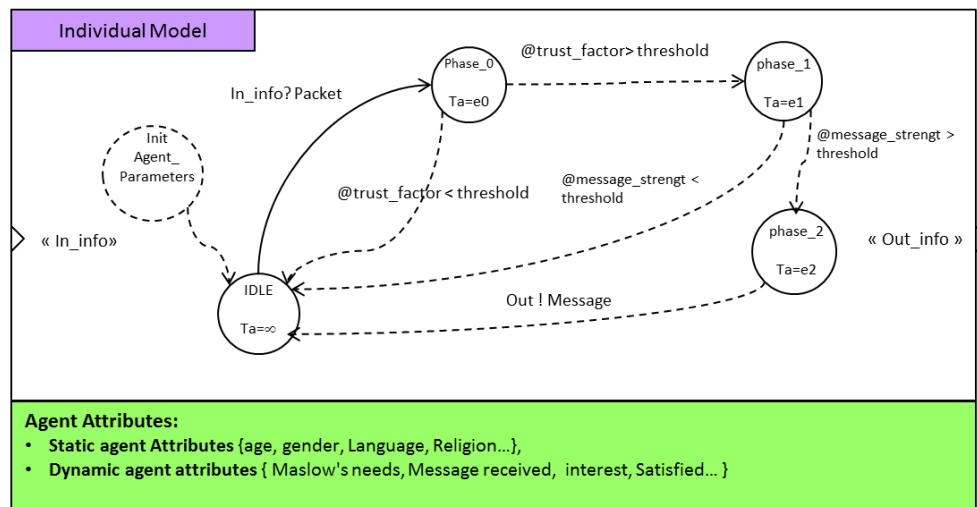 Individual Model
Phase_0
Ta=e0
@trust_factor> threshold
phase_1
Ta=e1
In_info? Packet
Init
Agent_
Parameters
@message_strengt >
threshold
@trust_factor < threshold
@message_strengt <
threshold
« In_info»
phase_2
Ta=e2
« Out_info »
IDLE
Ta=∞
Out ! Message
Agent Attributes:
• Static agent Attributes {age, gender, Language, Religion...},
• Dynamic agent attributes { Maslow's needs, Message received, interest, Satisfied... }